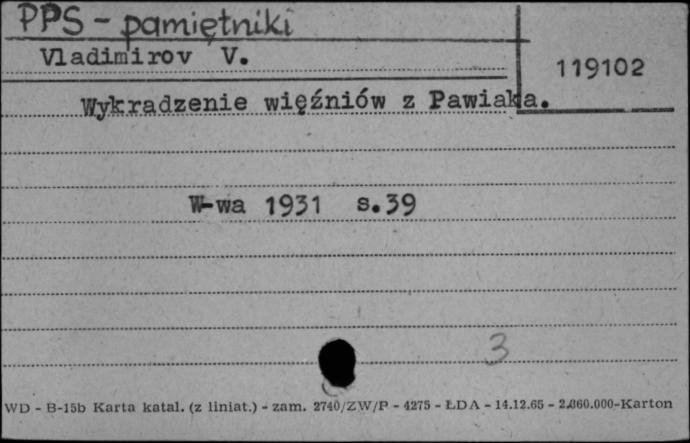 PPS - pamiętniki
Vladimirov V.
119102
Wykradzenie więźniów z Pawiaka.
W-wa 1931 s.39
3
WD - B-15b Karta katal. (z liniat.) - zam. 2740/ZW/P - 4275 - ŁDA - 14.12.65 - 2.860.000-Karton